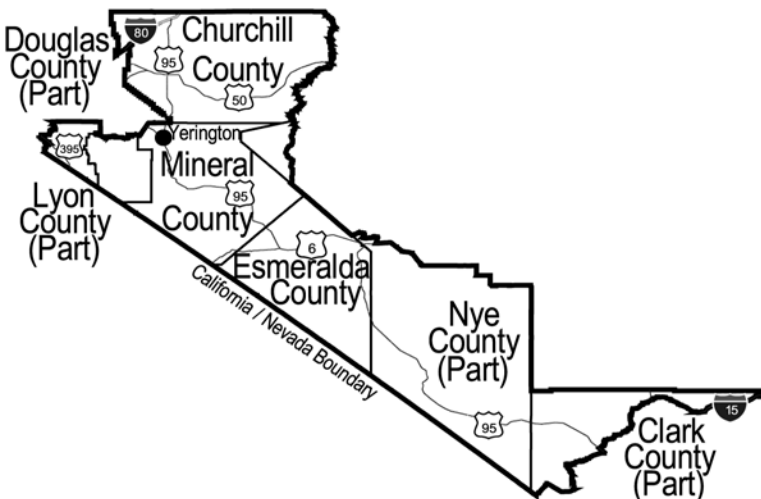 Douglas
County
(Part)
80
Churchill
95
County
50
395
Yerington
Mineral
95
County
Lyon
County
(Part)
6
Esmeralda
County
California / Nevada Boundary
Nye
County
(Part)
95
15
Clark
County
(Part)